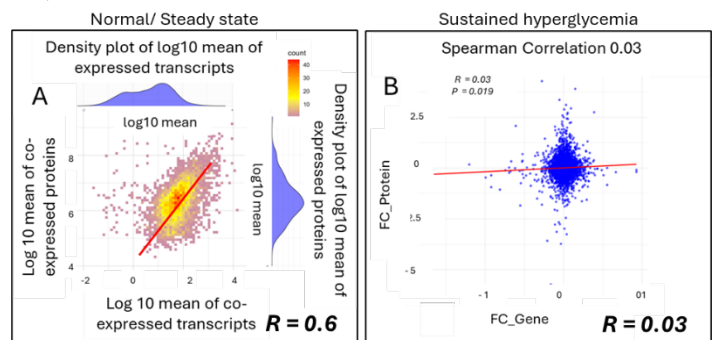 Normal/ Steady state
Density plot of log10 mean of
expressed transcripts
count
40
30
20
10
A
log10 mean
Log 10 mean of co-
expressed proteins
8
6
4
-2
0
2
4
log10 mean
Density plot of log10 mean of
expressed proteins
Log 10 mean of co-
expressed transcripts
R = 0.6
Sustained hyperglycemia
Spearman Correlation 0.03
B
R = 0.03
P = 0.019
2.5
0
2.5
- 5
FC_Ptotein
- 1
0
01
FC_Gene
R = 0.03